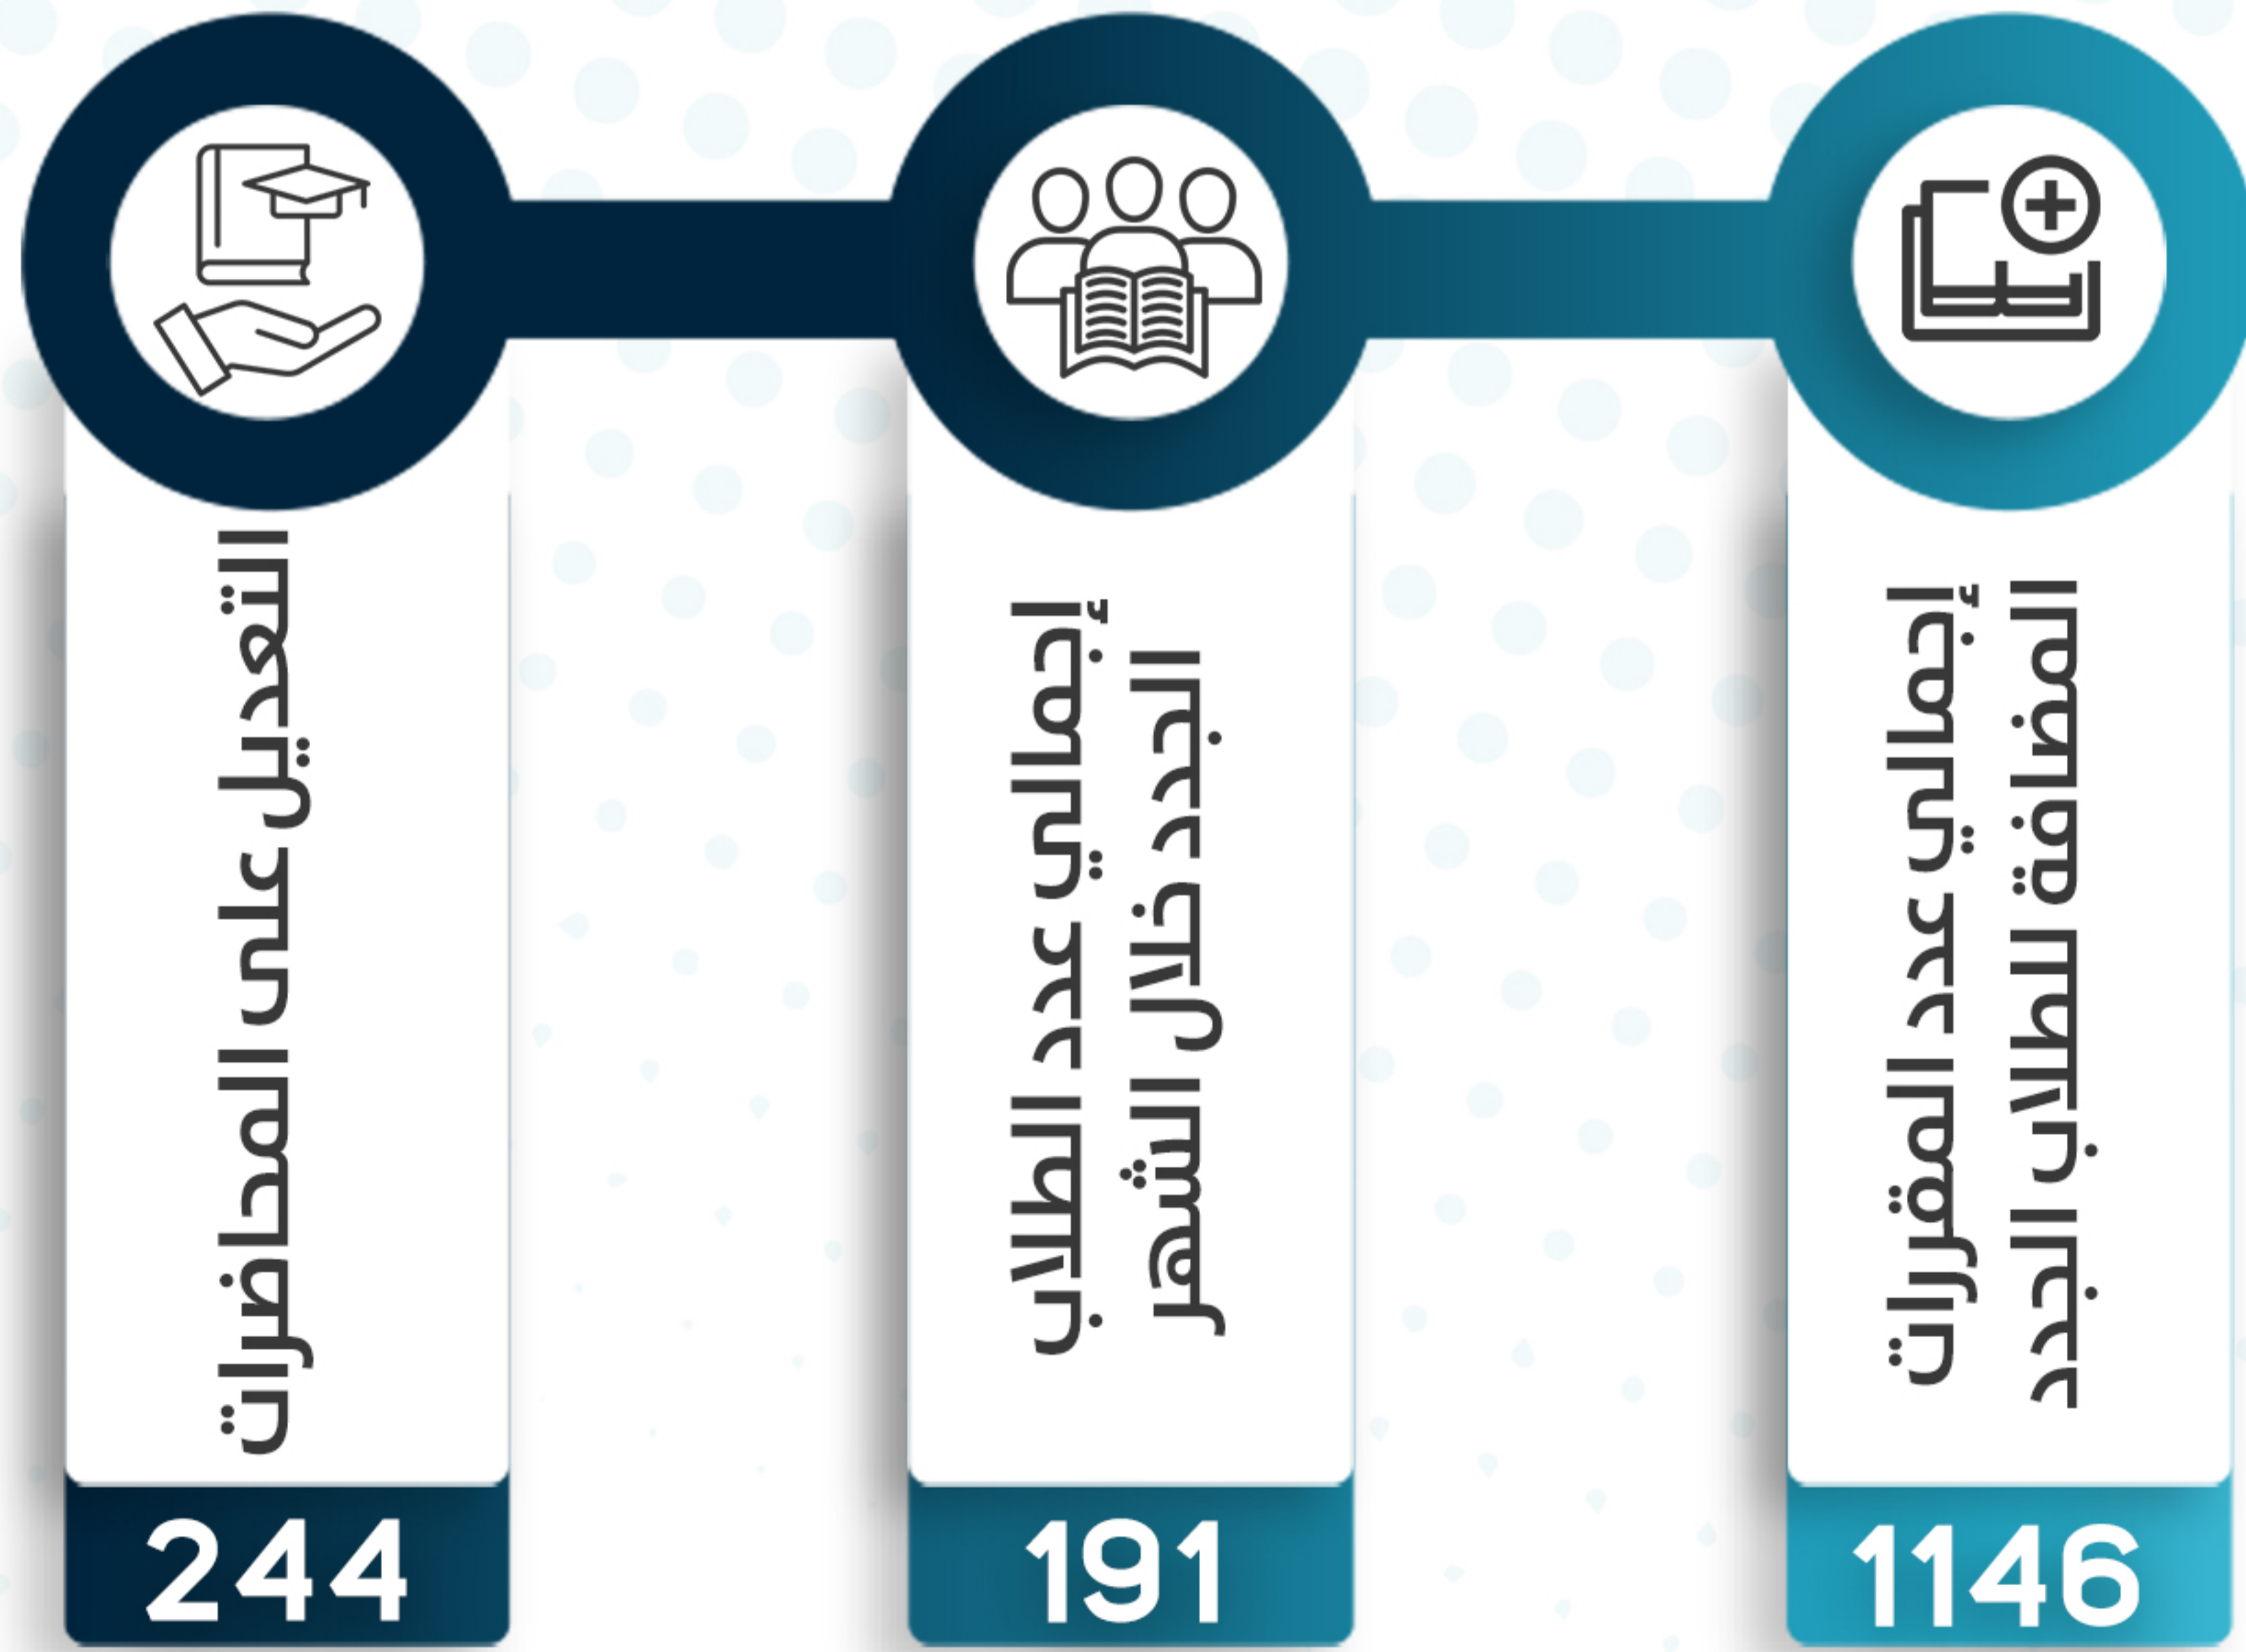 إجمالي عدد المقررات
المضافة للطلاب الجدد
1146
إجمالي عدد الطلاب
الجدد خلال الشهر
191
التعديل على المحاضرات
244